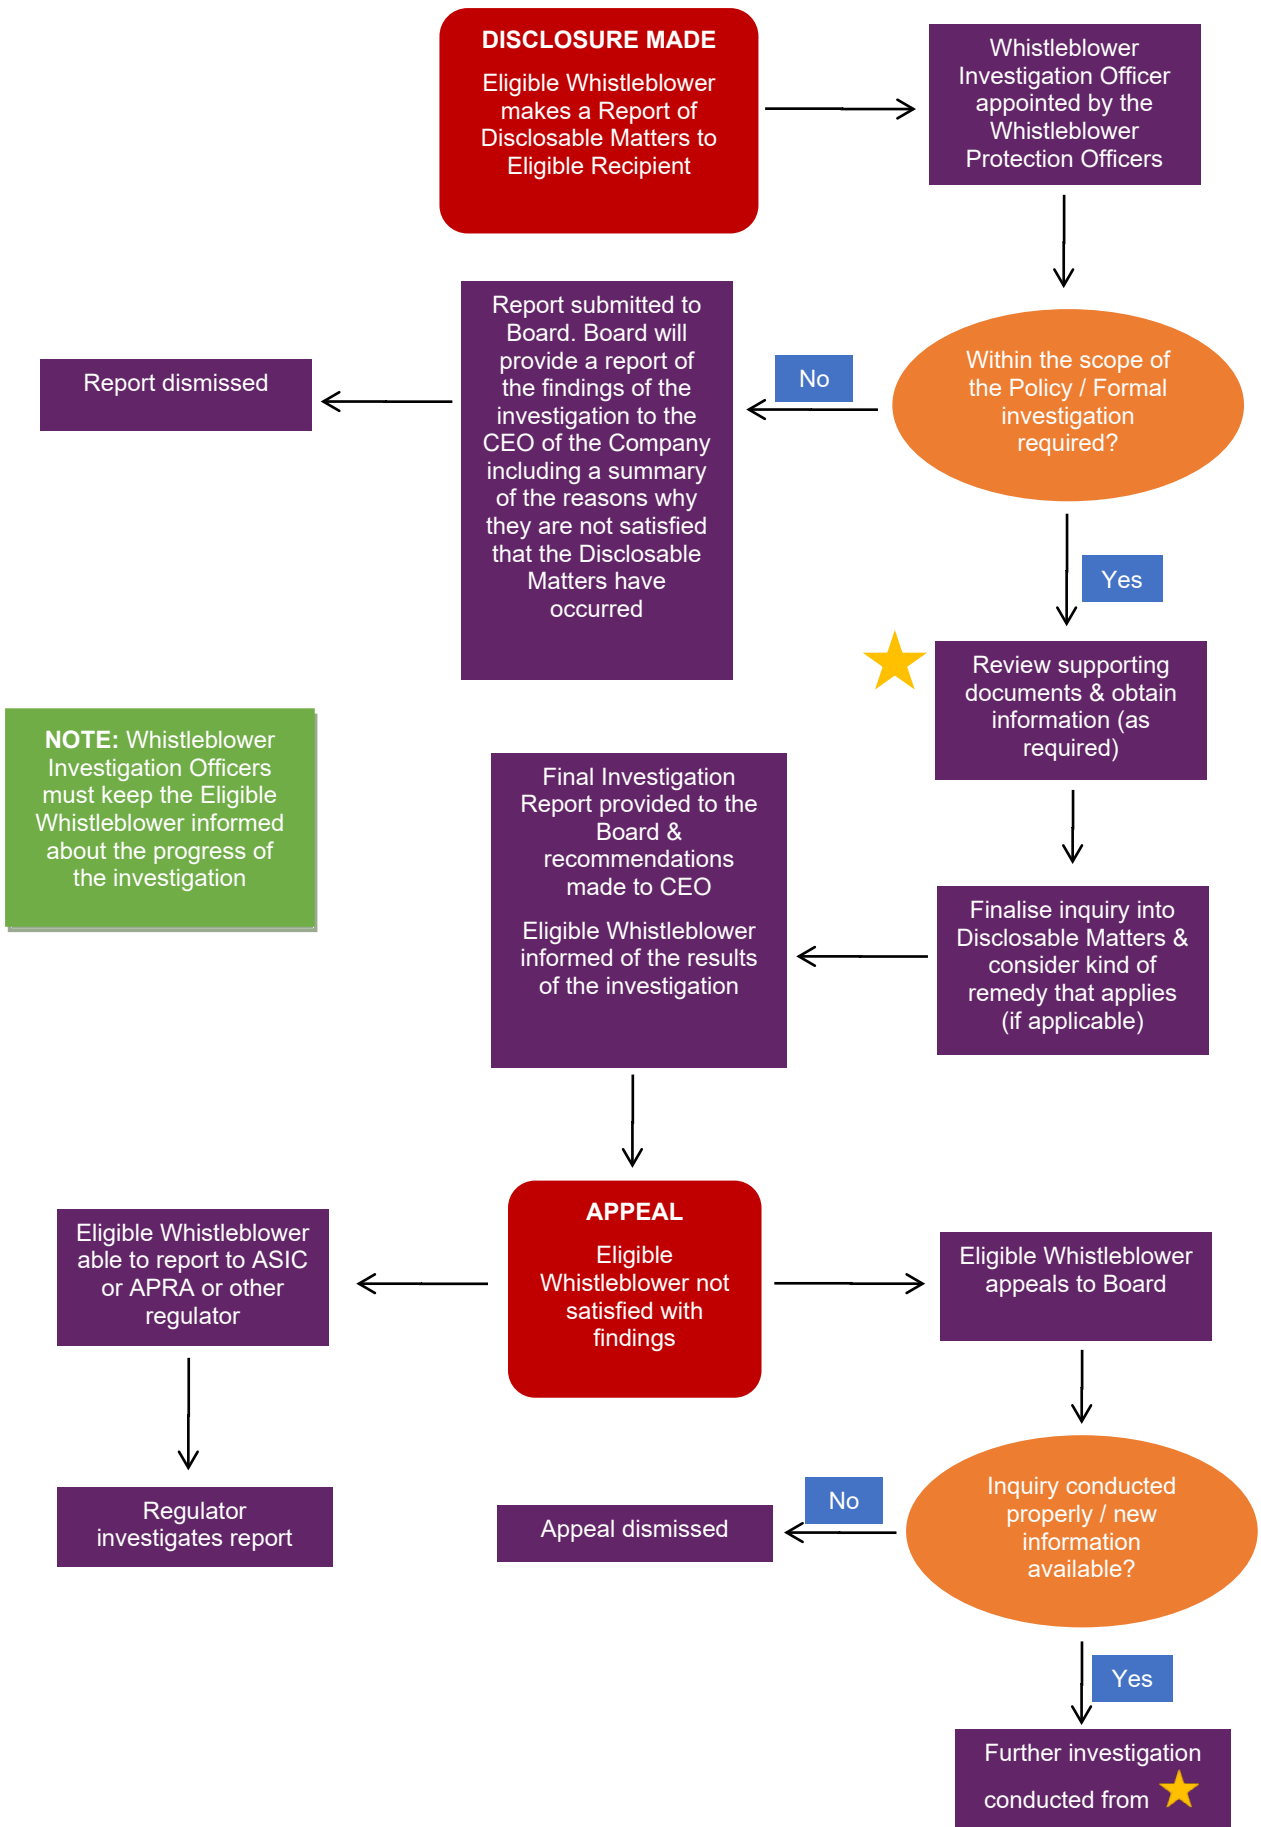 DISCLOSURE MADE
Eligible Whistleblower
makes a Report of
Disclosable Matters to
Eligible Recipient
Whistleblower
Investigation Officer
appointed by the
Whistleblower
Protection Officers
Within the scope of
the Policy / Formal
investigation
required?
No
Report submitted to
Board. Board will
provide a report of
the findings of the
investigation to the
CEO of the Company
including a summary
of the reasons why
they are not satisfied
that the Disclosable
Matters have
occurred
Report dismissed
Yes
Review supporting
documents & obtain
information (as
required)
NOTE: Whistleblower
Investigation Officers
must keep the Eligible
Whistleblower informed
about the progress of
the investigation
Finalise inquiry into
Disclosable Matters &
consider kind of
remedy that applies
(if applicable)
Final Investigation
Report provided to the
Board &
recommendations
made to CEO
Eligible Whistleblower
informed of the results
of the investigation
APPEAL
Eligible
Whistleblower not
satisfied with
findings
Eligible Whistleblower
able to report to ASIC
or APRA or other
regulator
Regulator
investigates report
Eligible Whistleblower
appeals to Board
Inquiry conducted
properly / new
information
available?
No
Appeal dismissed
Yes
Further investigation
conducted from